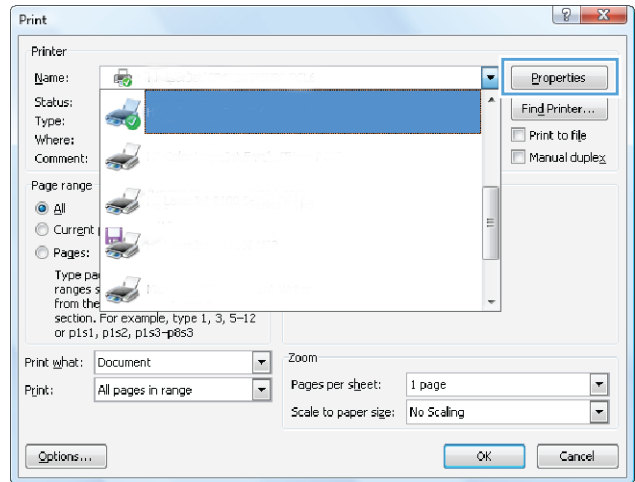 Print
Printer
Name:
Properties
Status:
Find Printer...
Type:
Where:
Print to file
Comment:
Manual duplex
Page range
All
Current
Pages:
Type
ranges
from the
section. For example, type 1, 3, 5–12
or p1s1, p1s2, p1s3–p8s3
Print what: Document
Zoom
Print: All pages in range
Pages per sheet: 1 page
Scale to paper size: No Scaling
Options...
OK
Cancel